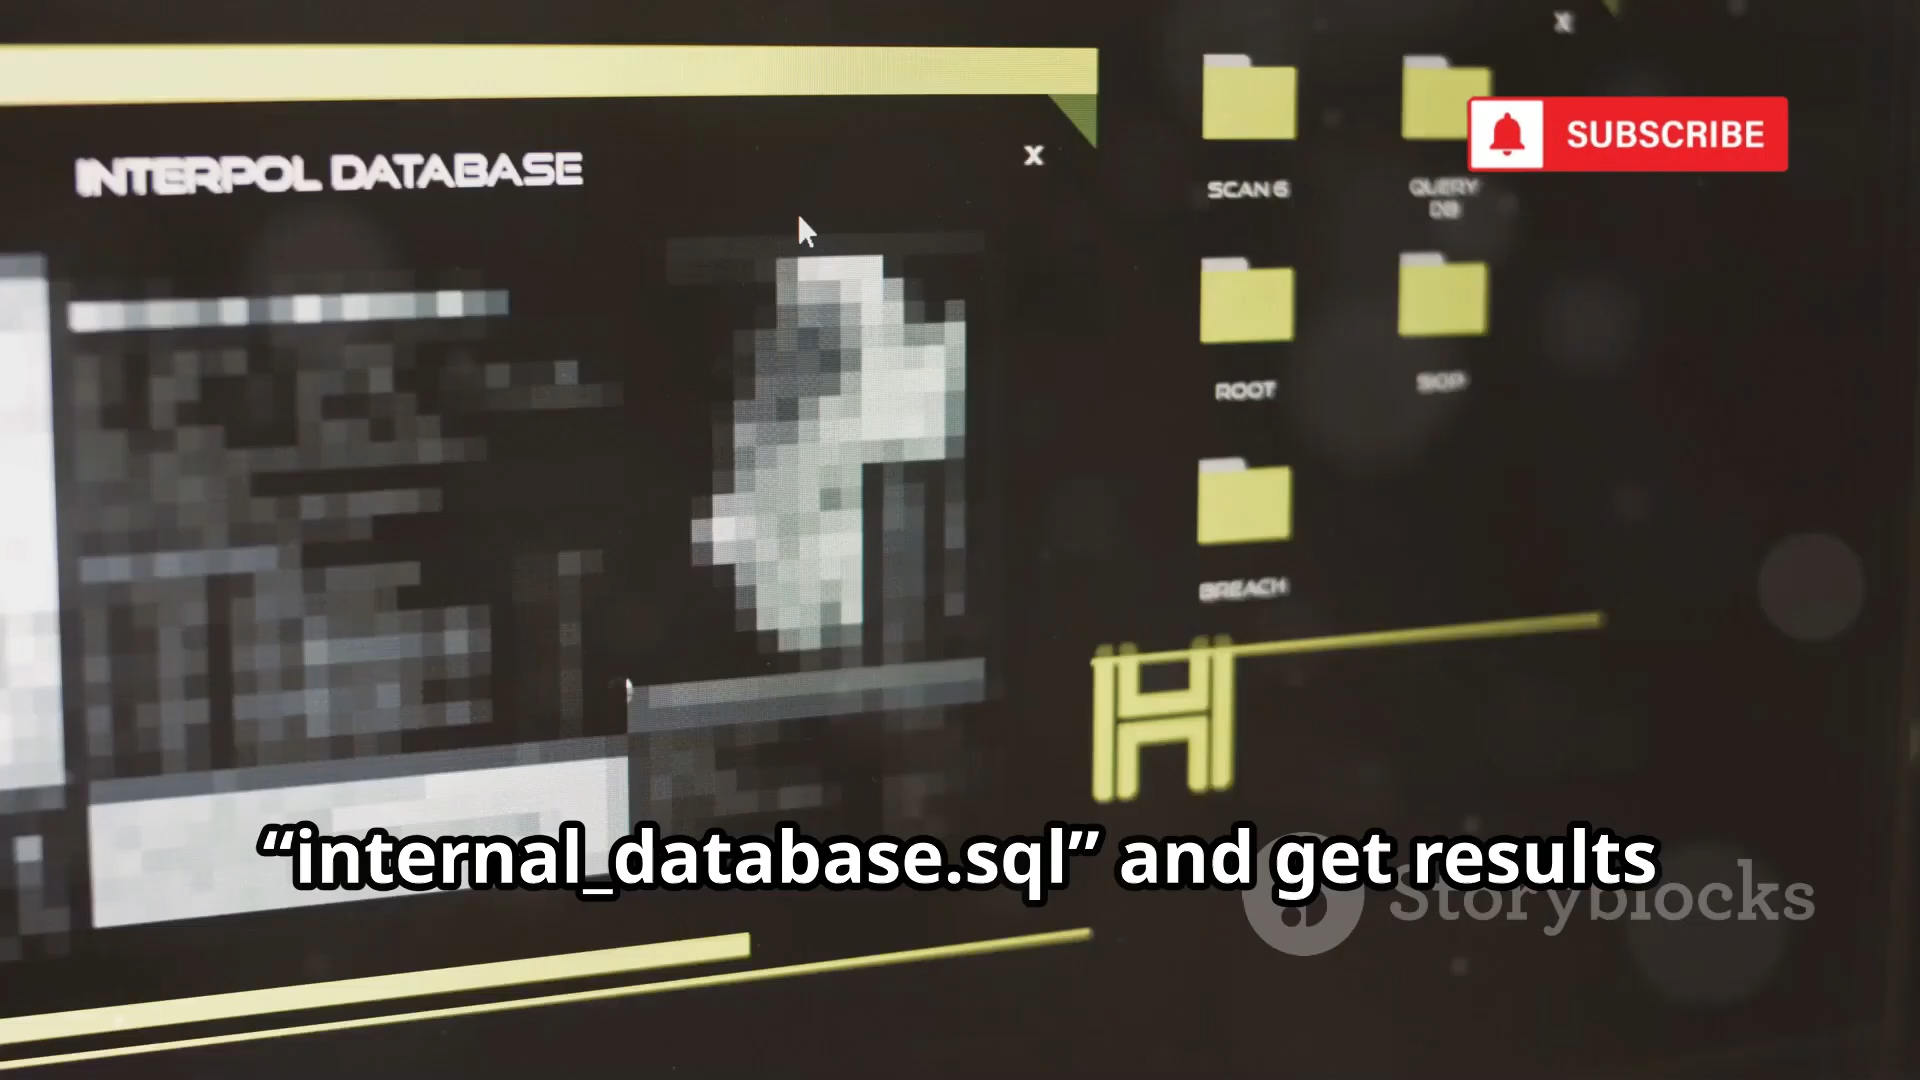 X
SUBSCRIBE
INTERPOL DATABASE
X
SCAN 6
QUERY
DB
ROOT
BREACH
H
“internal_database.sql” and get results
Storyblocks